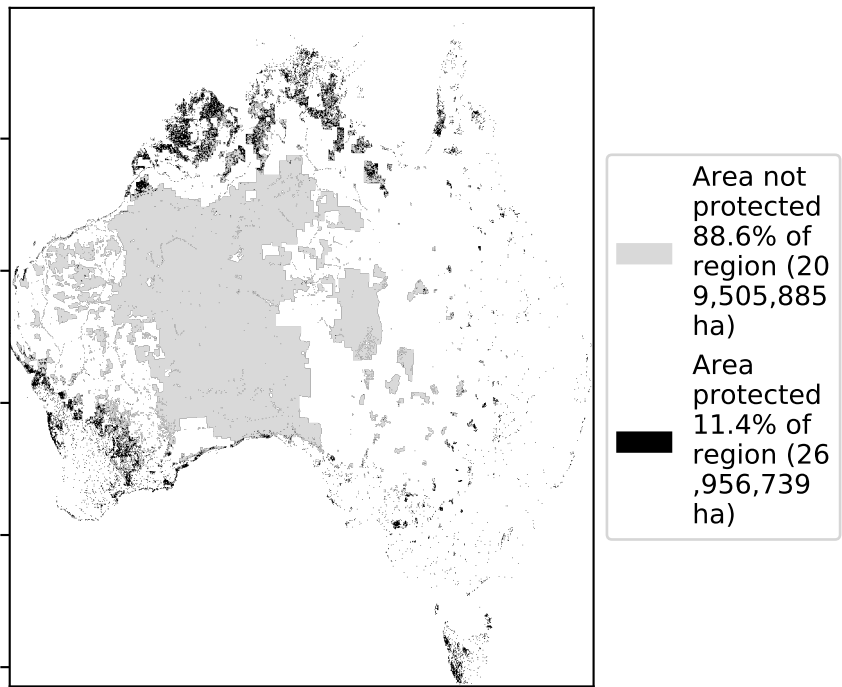 Area not
protected
88.6% of
region (20
9,505,885
ha)
Area
protected
11.4% of
region (26
,956,739
ha)